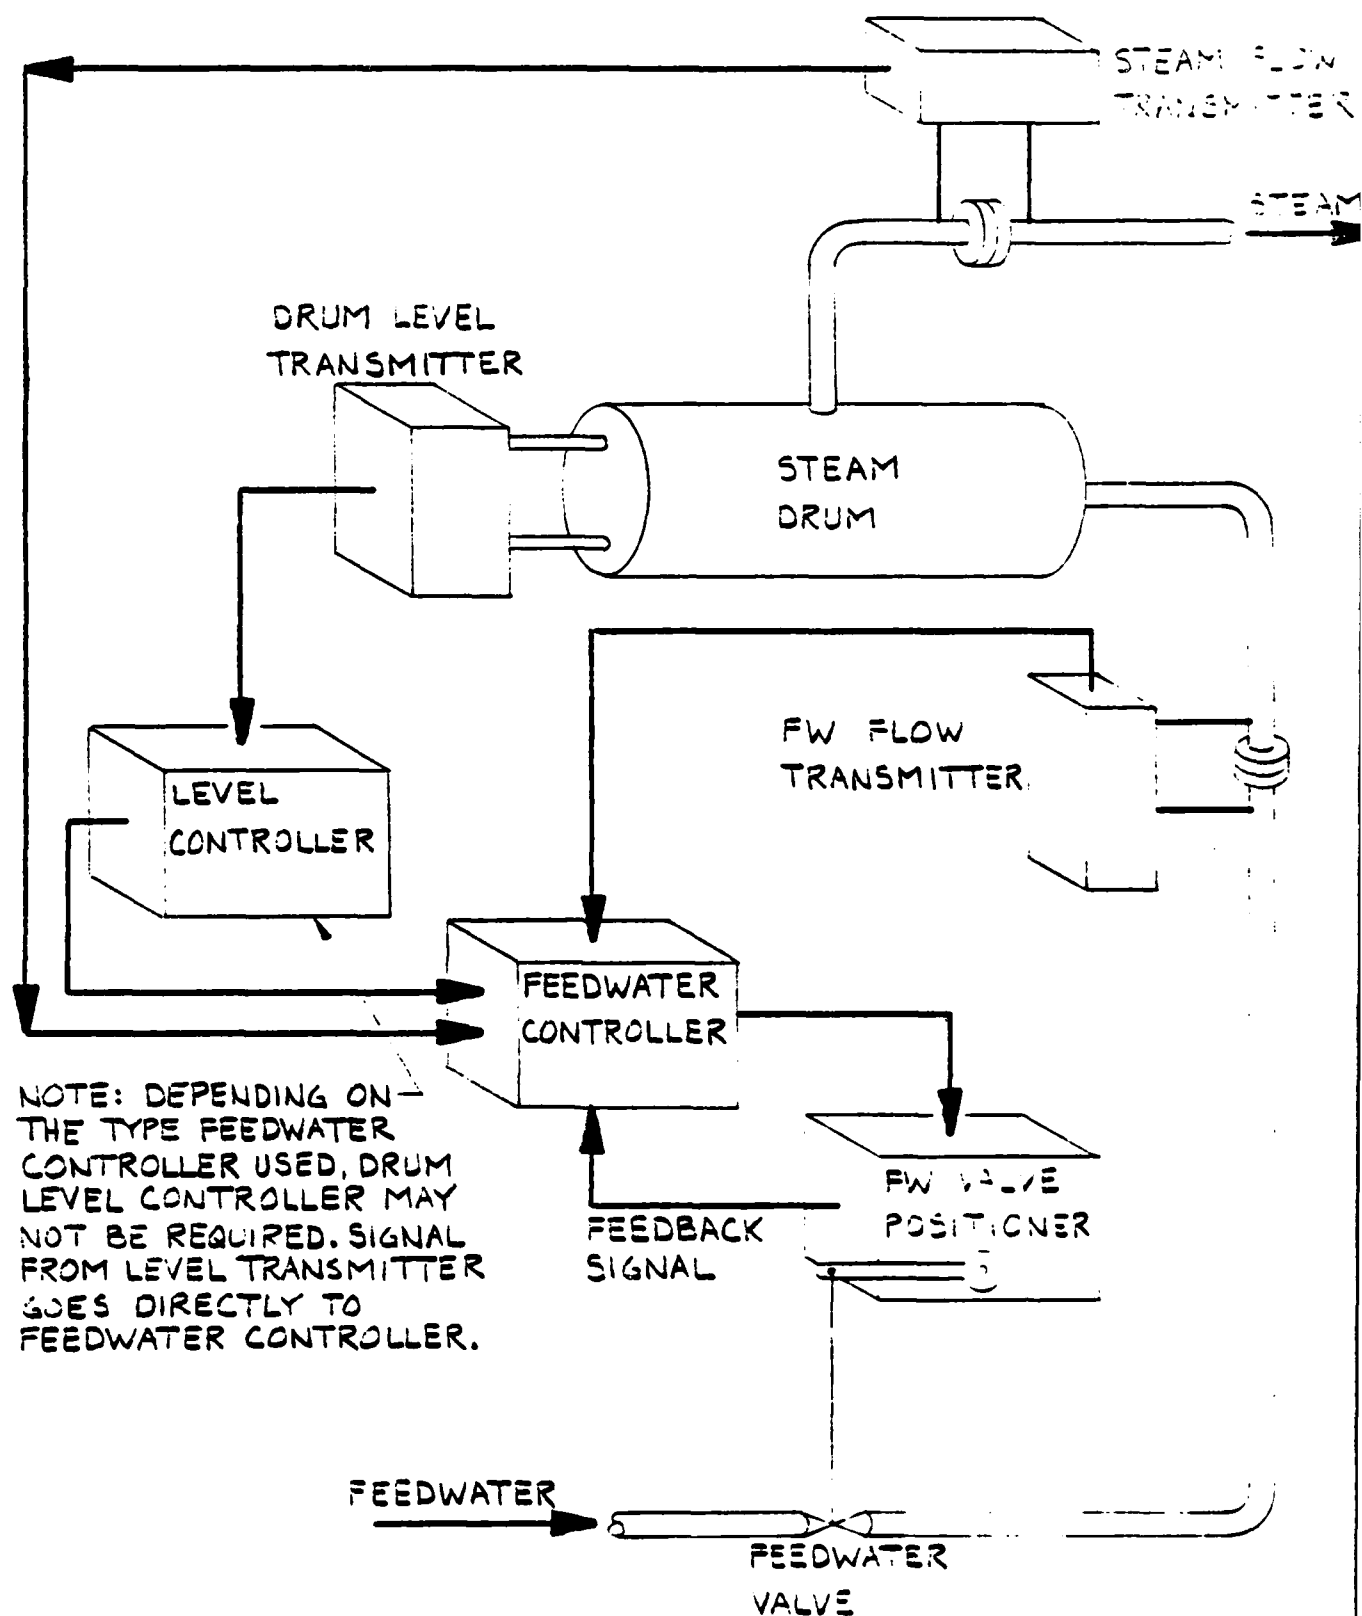 STEAM FLOW
TRANSMITTER
STEAM
DRUM LEVEL
TRANSMITTER
STEAM
DRUM
FW FLOW
TRANSMITTER
LEVEL
CONTROLLER
FEEDWATER
CONTROLLER
NOTE: DEPENDING ON
THE TYPE FEEDWATER
CONTROLLER USED, DRUM
LEVEL CONTROLLER MAY
NOT BE REQUIRED. SIGNAL
FROM LEVEL TRANSMITTER
GOES DIRECTLY TO
FEEDWATER CONTROLLER.
FW VALVE
POSITIONER
FEEDBACK
SIGNAL
FEEDWATER
FEEDWATER
VALVE